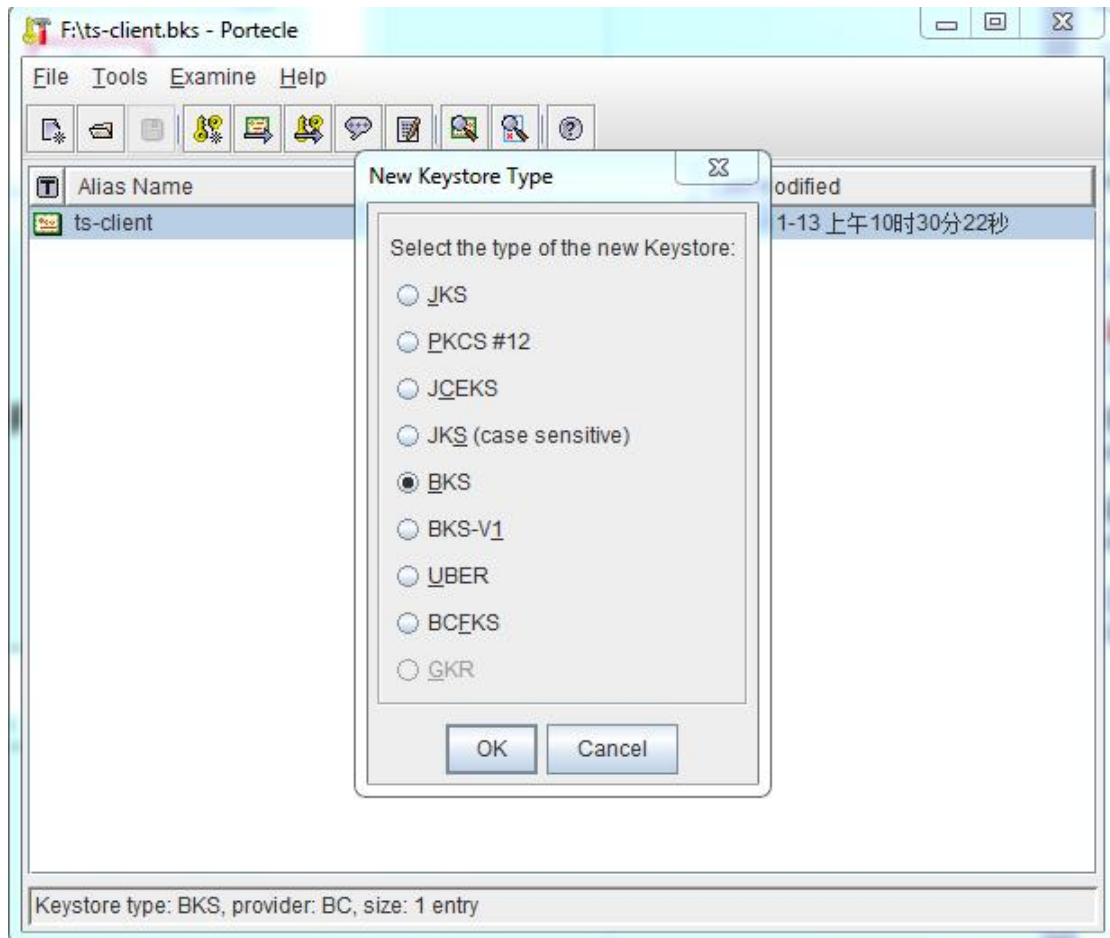 F:\ts-client.bks - Portecle
File Tools Examine Help
Alias Name
odified
ts-client
1-13 上午10时30分22秒
New Keystore Type
Select the type of the new Keystore:
JKS
PKCS #12
JCEKS
JKS (case sensitive)
BKS
BKS-V1
UBER
BCFKS
GKR
OK Cancel
Keystore type: BKS, provider: BC, size: 1 entry